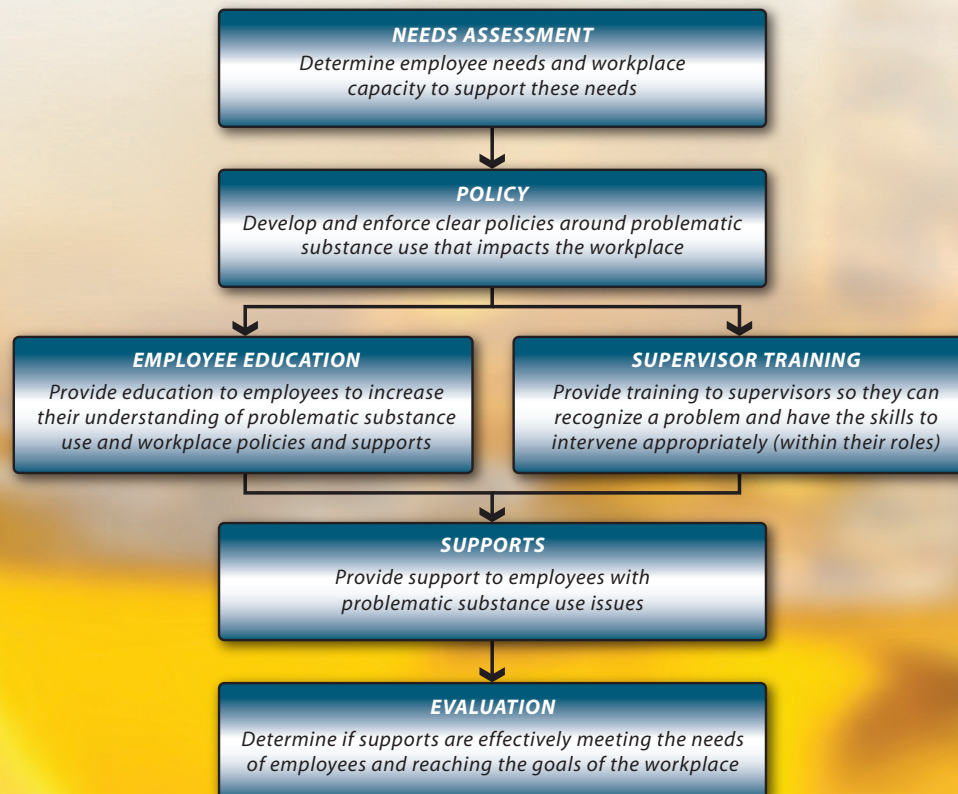 NEEDS ASSESSMENT
Determine employee needs and workplace
capacity to support these needs
POLICY
Develop and enforce clear policies around problematic
substance use that impacts the workplace
EMPLOYEE EDUCATION
Provide education to employees to increase
their understanding of problematic substance
use and workplace policies and supports
SUPERVISOR TRAINING
Provide training to supervisors so they can
recognize a problem and have the skills to
intervene appropriately (within their roles)
SUPPORTS
Provide support to employees with
problematic substance use issues
EVALUATION
Determine if supports are effectively meeting the needs
of employees and reaching the goals of the workplace